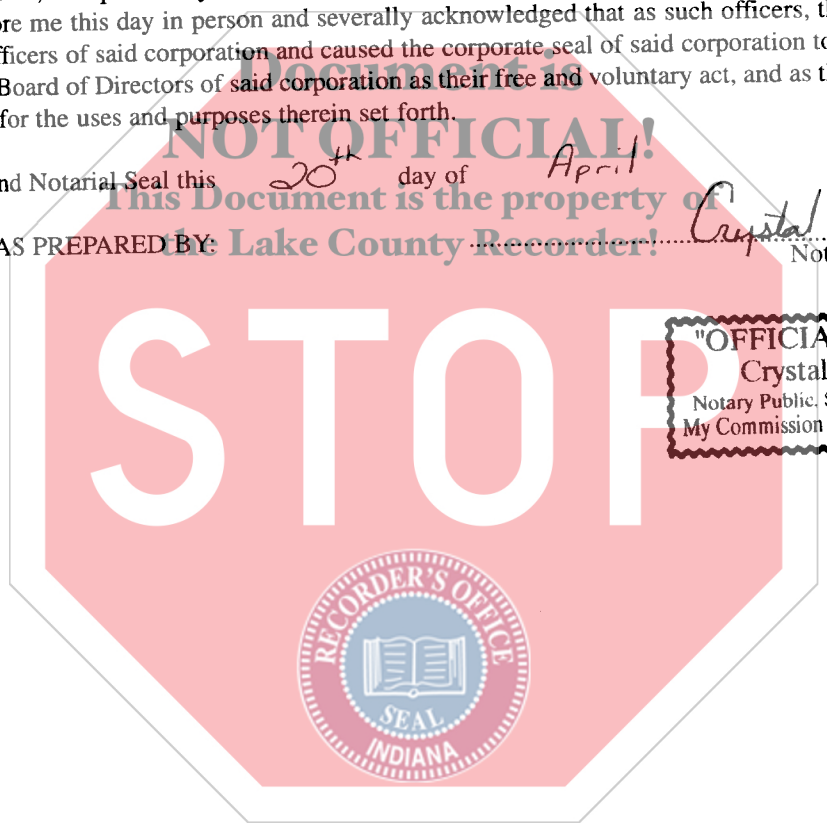 ore me this day in person and severally acknowledged that as such officers, th
fficers of said corporation and caused the corporate seal of said corporation to
Board of Directors of said corporation as their free and voluntary act, and as th
for the uses and purposes therein set forth.
Document is
NOT OFFICIAL!
This Document is the property of
the Lake County Recorder!
nd Notarial Seal this 20th day of April
AS PREPARED BY: Crystal
Not
STOP
"OFFICIA
Crystal
Notary Public, S
My Commission
RECORDER'S OFFICE
SEAL
INDIANA